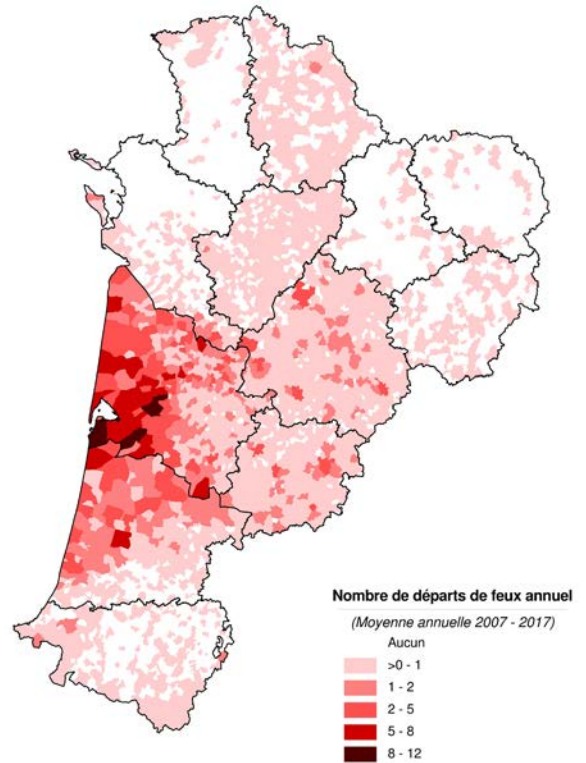 Nombre de départs de feux annuel
(Moyenne annuelle 2007 - 2017)
Aucun
>0 - 1
1 - 2
2 - 5
5 - 8
8 - 12